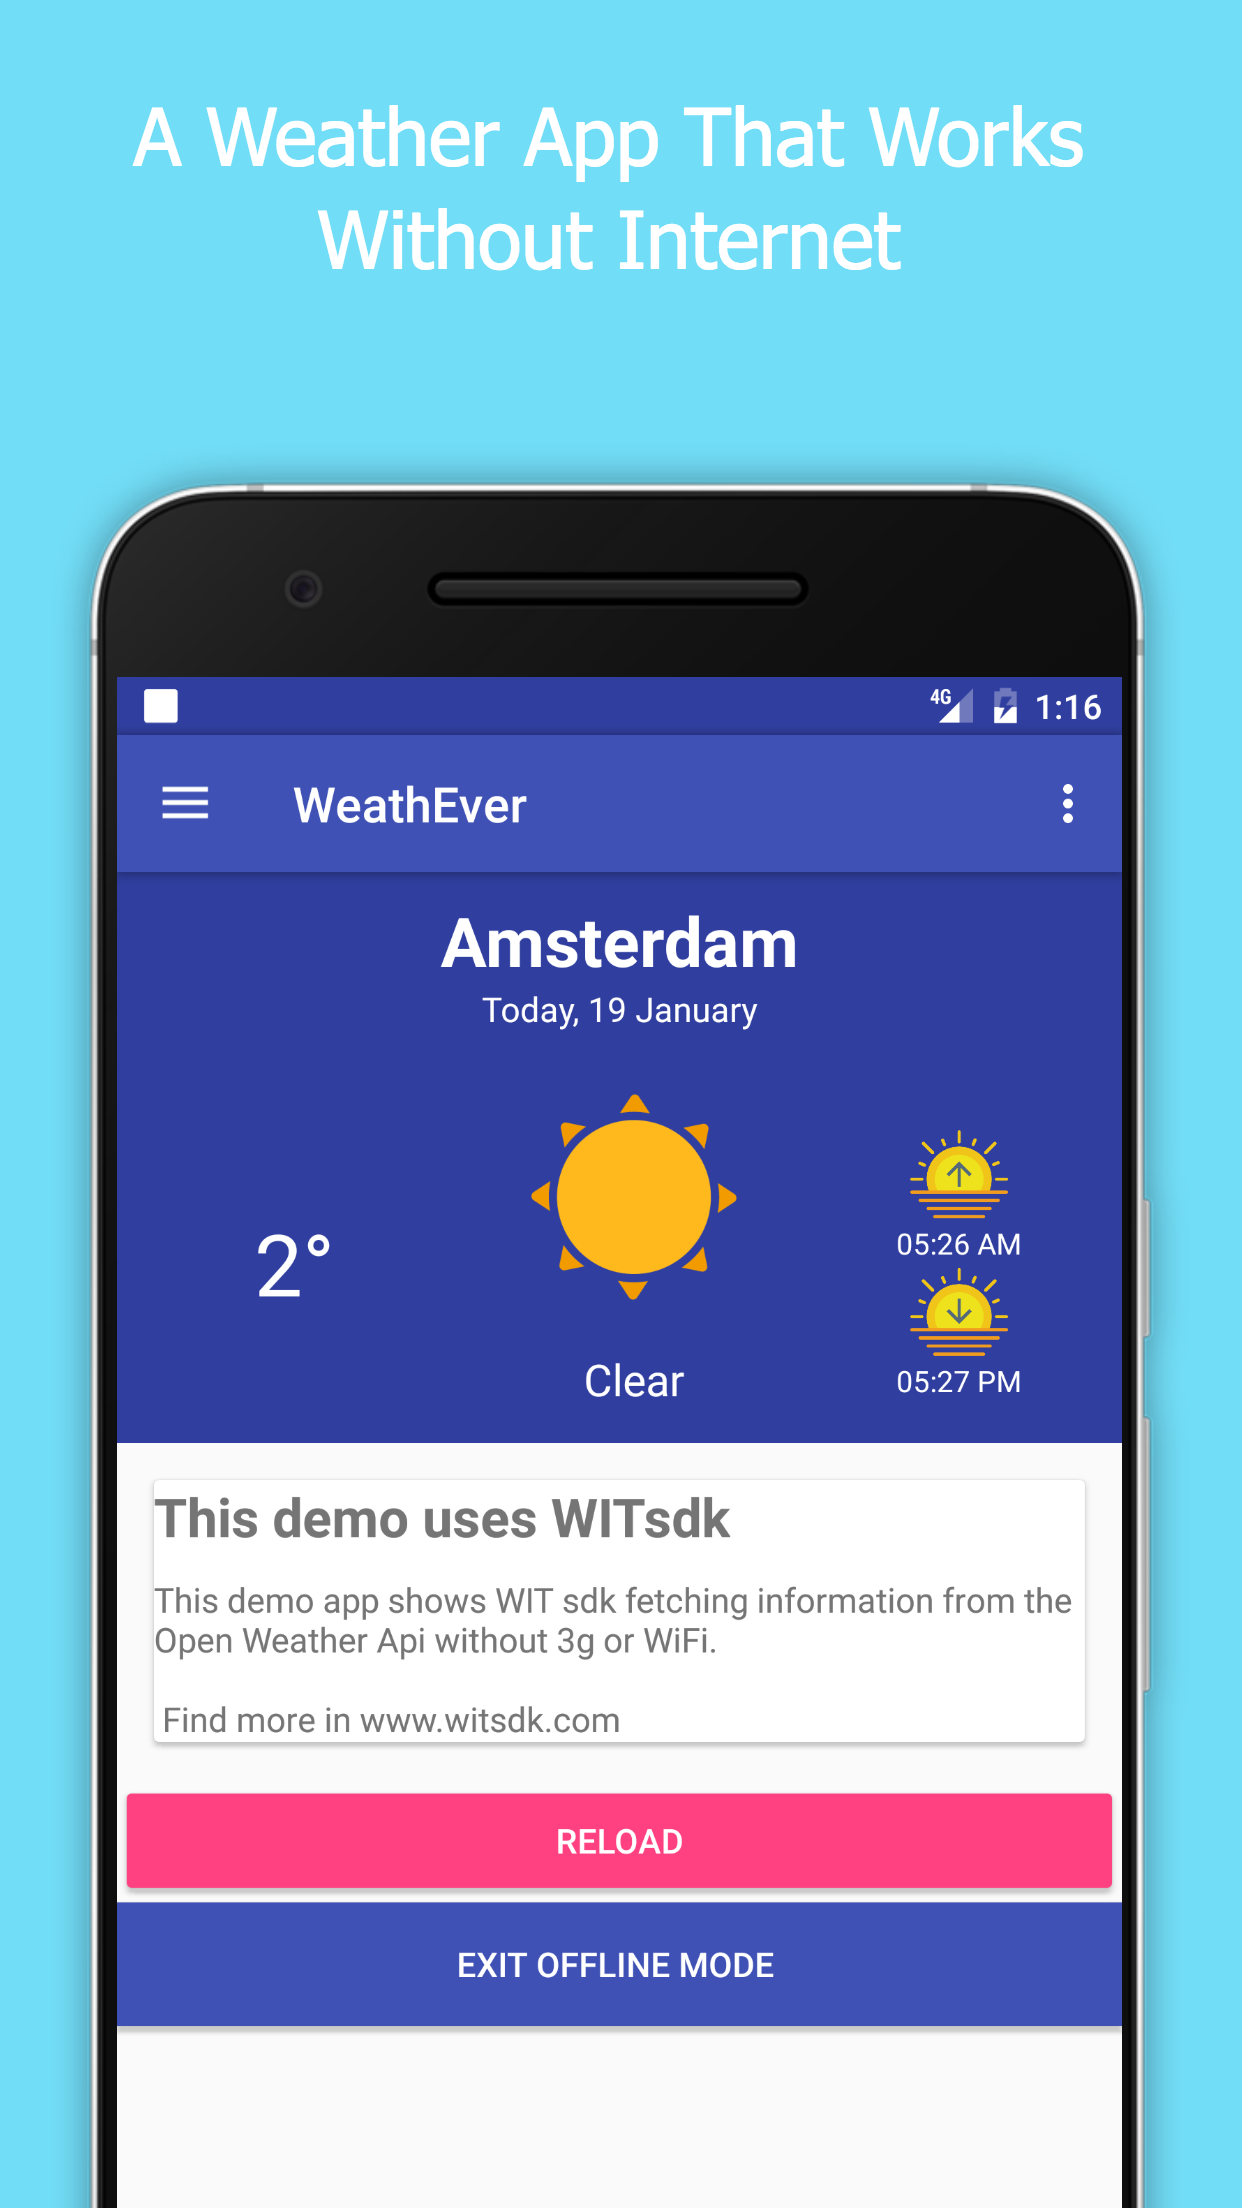 A Weather App That Works
Without Internet
4G 1:16
WeathEver
Amsterdam
Today, 19 January
2°
Clear
05:26 AM
05:27 PM
This demo uses WITsdk
This demo app shows WIT sdk fetching information from the
Open Weather Api without 3g or WiFi.
Find more in www.witsdk.com
RELOAD
EXIT OFFLINE MODE